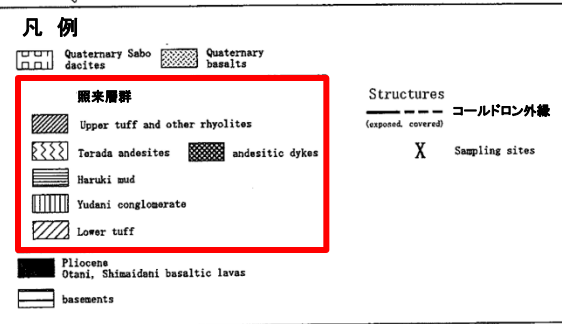 凡 例
Quaternary Sabo dacites
Quaternary basalts
照来層群
Upper tuff and other rhyolites
Terada andesites
andesitic dykes
Haruki mud
Yudani conglomerate
Lower tuff
Pliocene
Otani, Shimaidani basaltic lavas
basements
Structures
コールドロン外縁
(exposed, covered)
X Sampling sites